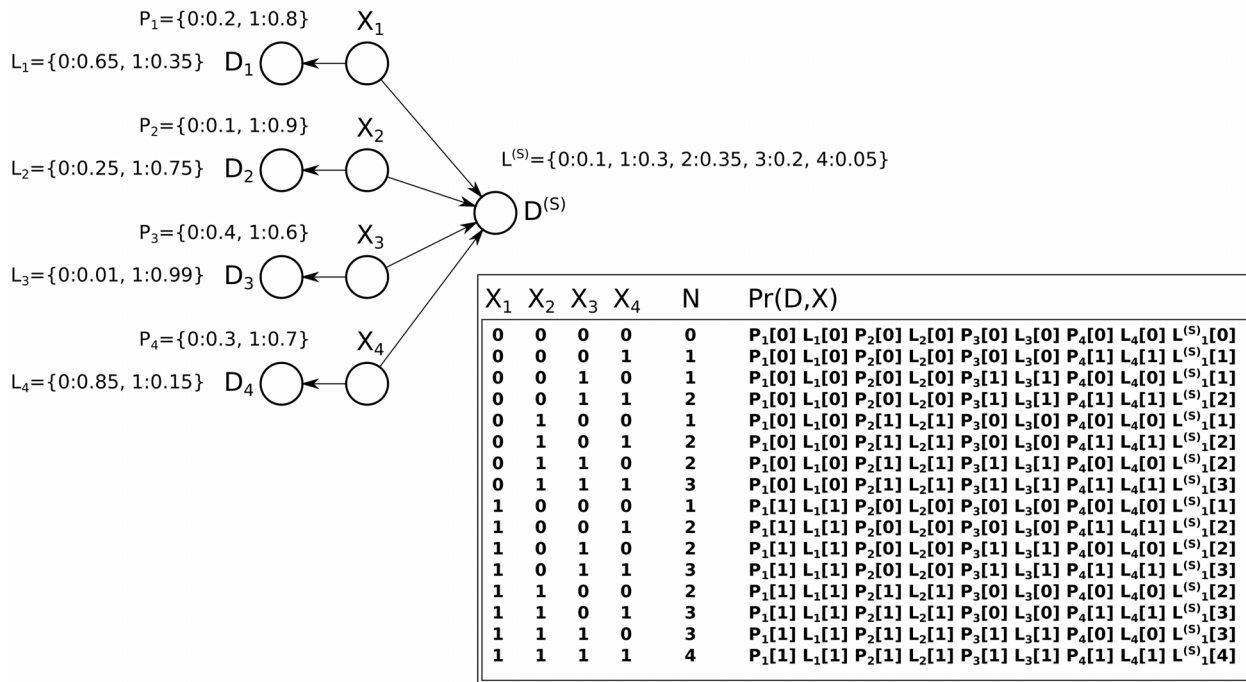 P₁={0:0.2, 1:0.8} X₁
L₁={0:0.65, 1:0.35} D₁
P₂={0:0.1, 1:0.9} X₂
L₂={0:0.25, 1:0.75} D₂
P₃={0:0.4, 1:0.6} X₃
L₃={0:0.01, 1:0.99} D₃
P₄={0:0.3, 1:0.7} X₄
L₄={0:0.85, 1:0.15} D₄
L⁽ˢ⁾={0:0.1, 1:0.3, 2:0.35, 3:0.2, 4:0.05}
D⁽ˢ⁾
X₁ X₂ X₃ X₄ N Pr(D,X)
0 0 0 0 0 P₁[0] L₁[0] P₂[0] L₂[0] P₃[0] L₃[0] P₄[0] L₄[0] L⁽ˢ⁾₁[0]
0 0 0 1 1 P₁[0] L₁[0] P₂[0] L₂[0] P₃[0] L₃[0] P₄[1] L₄[1] L⁽ˢ⁾₁[1]
0 0 1 0 1 P₁[0] L₁[0] P₂[0] L₂[0] P₃[1] L₃[1] P₄[0] L₄[0] L⁽ˢ⁾₁[1]
0 0 1 1 2 P₁[0] L₁[0] P₂[0] L₂[0] P₃[1] L₃[1] P₄[1] L₄[1] L⁽ˢ⁾₁[2]
0 1 0 0 1 P₁[0] L₁[0] P₂[1] L₂[1] P₃[0] L₃[0] P₄[0] L₄[0] L⁽ˢ⁾₁[1]
0 1 0 1 2 P₁[0] L₁[0] P₂[1] L₂[1] P₃[0] L₃[0] P₄[1] L₄[1] L⁽ˢ⁾₁[2]
0 1 1 0 2 P₁[0] L₁[0] P₂[1] L₂[1] P₃[1] L₃[1] P₄[0] L₄[0] L⁽ˢ⁾₁[2]
0 1 1 1 3 P₁[0] L₁[0] P₂[1] L₂[1] P₃[1] L₃[1] P₄[1] L₄[1] L⁽ˢ⁾₁[3]
1 0 0 0 1 P₁[1] L₁[1] P₂[0] L₂[0] P₃[0] L₃[0] P₄[0] L₄[0] L⁽ˢ⁾₁[1]
1 0 0 1 2 P₁[1] L₁[1] P₂[0] L₂[0] P₃[0] L₃[0] P₄[1] L₄[1] L⁽ˢ⁾₁[2]
1 0 1 0 2 P₁[1] L₁[1] P₂[0] L₂[0] P₃[1] L₃[1] P₄[0] L₄[0] L⁽ˢ⁾₁[2]
1 0 1 1 3 P₁[1] L₁[1] P₂[0] L₂[0] P₃[1] L₃[1] P₄[1] L₄[1] L⁽ˢ⁾₁[3]
1 1 0 0 2 P₁[1] L₁[1] P₂[1] L₂[1] P₃[0] L₃[0] P₄[0] L₄[0] L⁽ˢ⁾₁[2]
1 1 0 1 3 P₁[1] L₁[1] P₂[1] L₂[1] P₃[0] L₃[0] P₄[1] L₄[1] L⁽ˢ⁾₁[3]
1 1 1 0 3 P₁[1] L₁[1] P₂[1] L₂[1] P₃[1] L₃[1] P₄[0] L₄[0] L⁽ˢ⁾₁[3]
1 1 1 1 4 P₁[1] L₁[1] P₂[1] L₂[1] P₃[1] L₃[1] P₄[1] L₄[1] L⁽ˢ⁾₁[4]